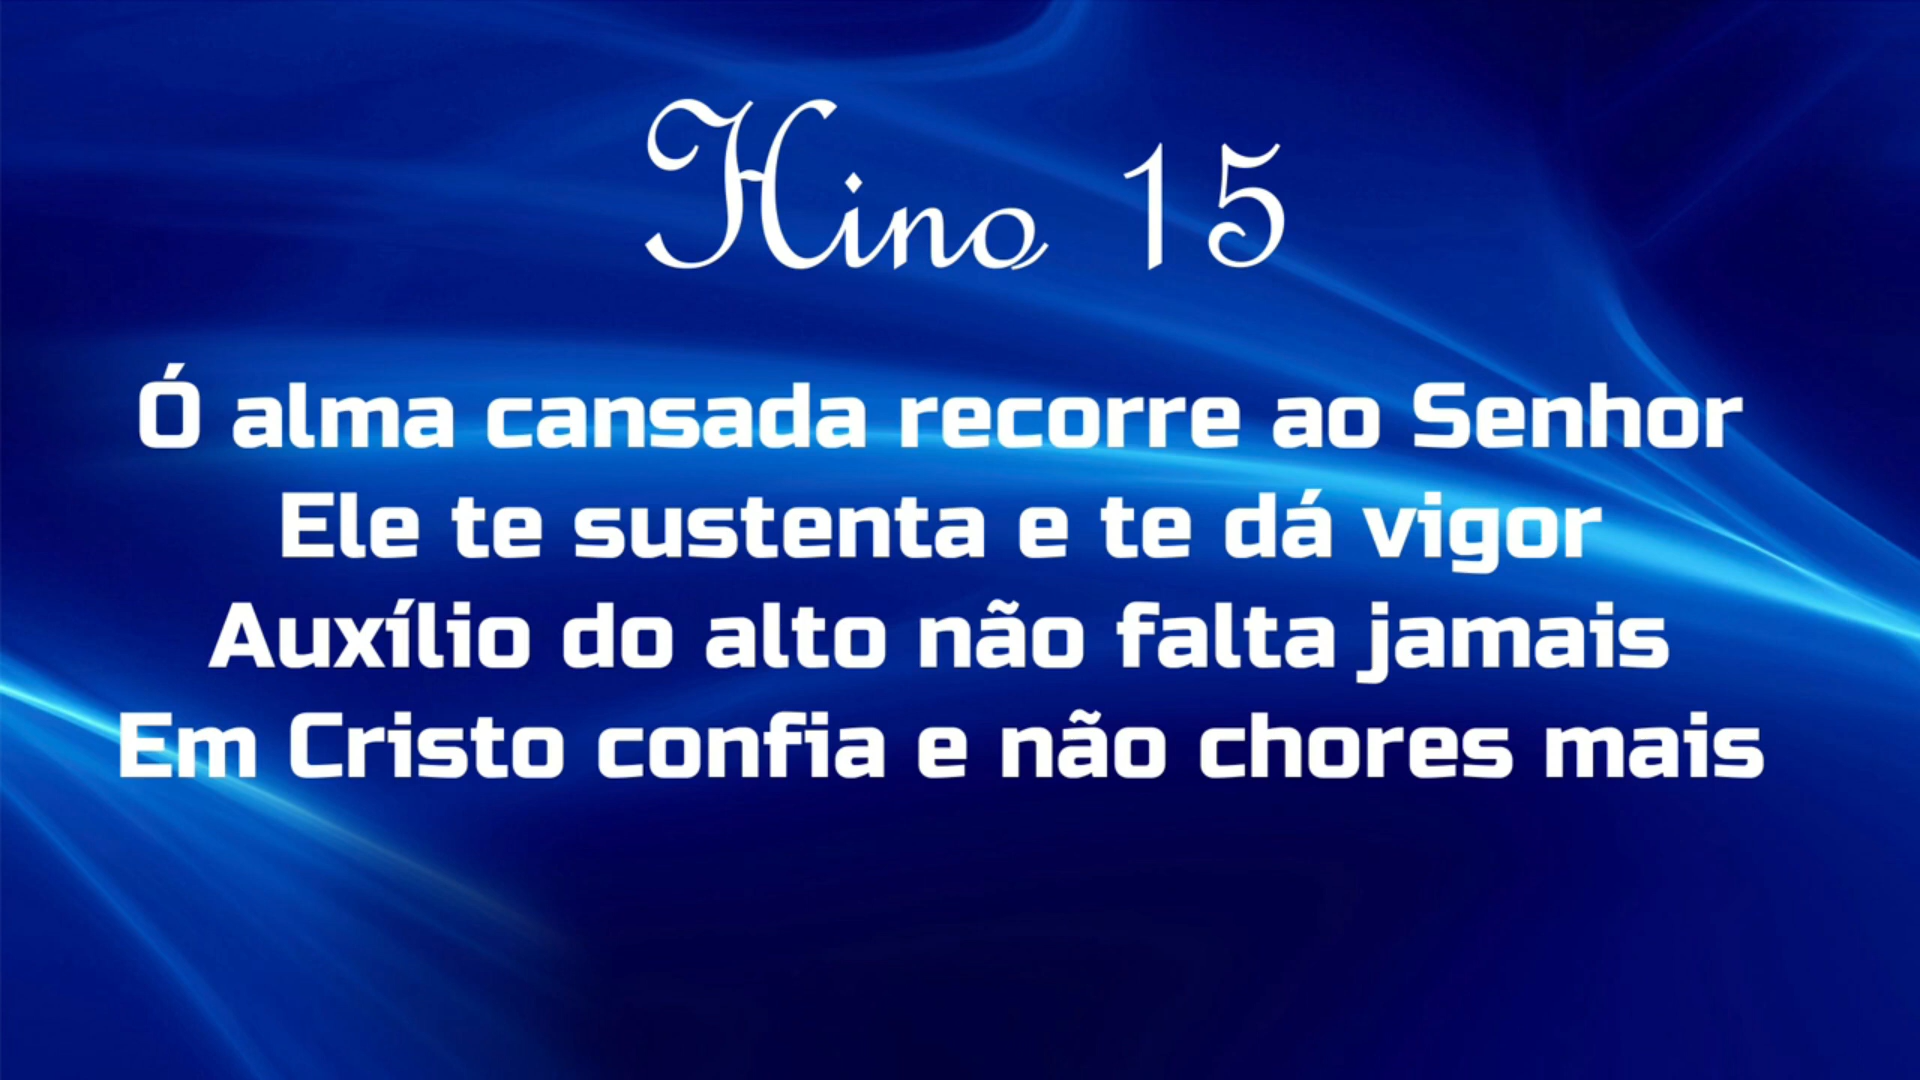 Hino 15
Ó alma cansada recorre ao Senhor
Ele te sustenta e te dá vigor
Auxílio do alto não falta jamais
Em Cristo confia e não chores mais